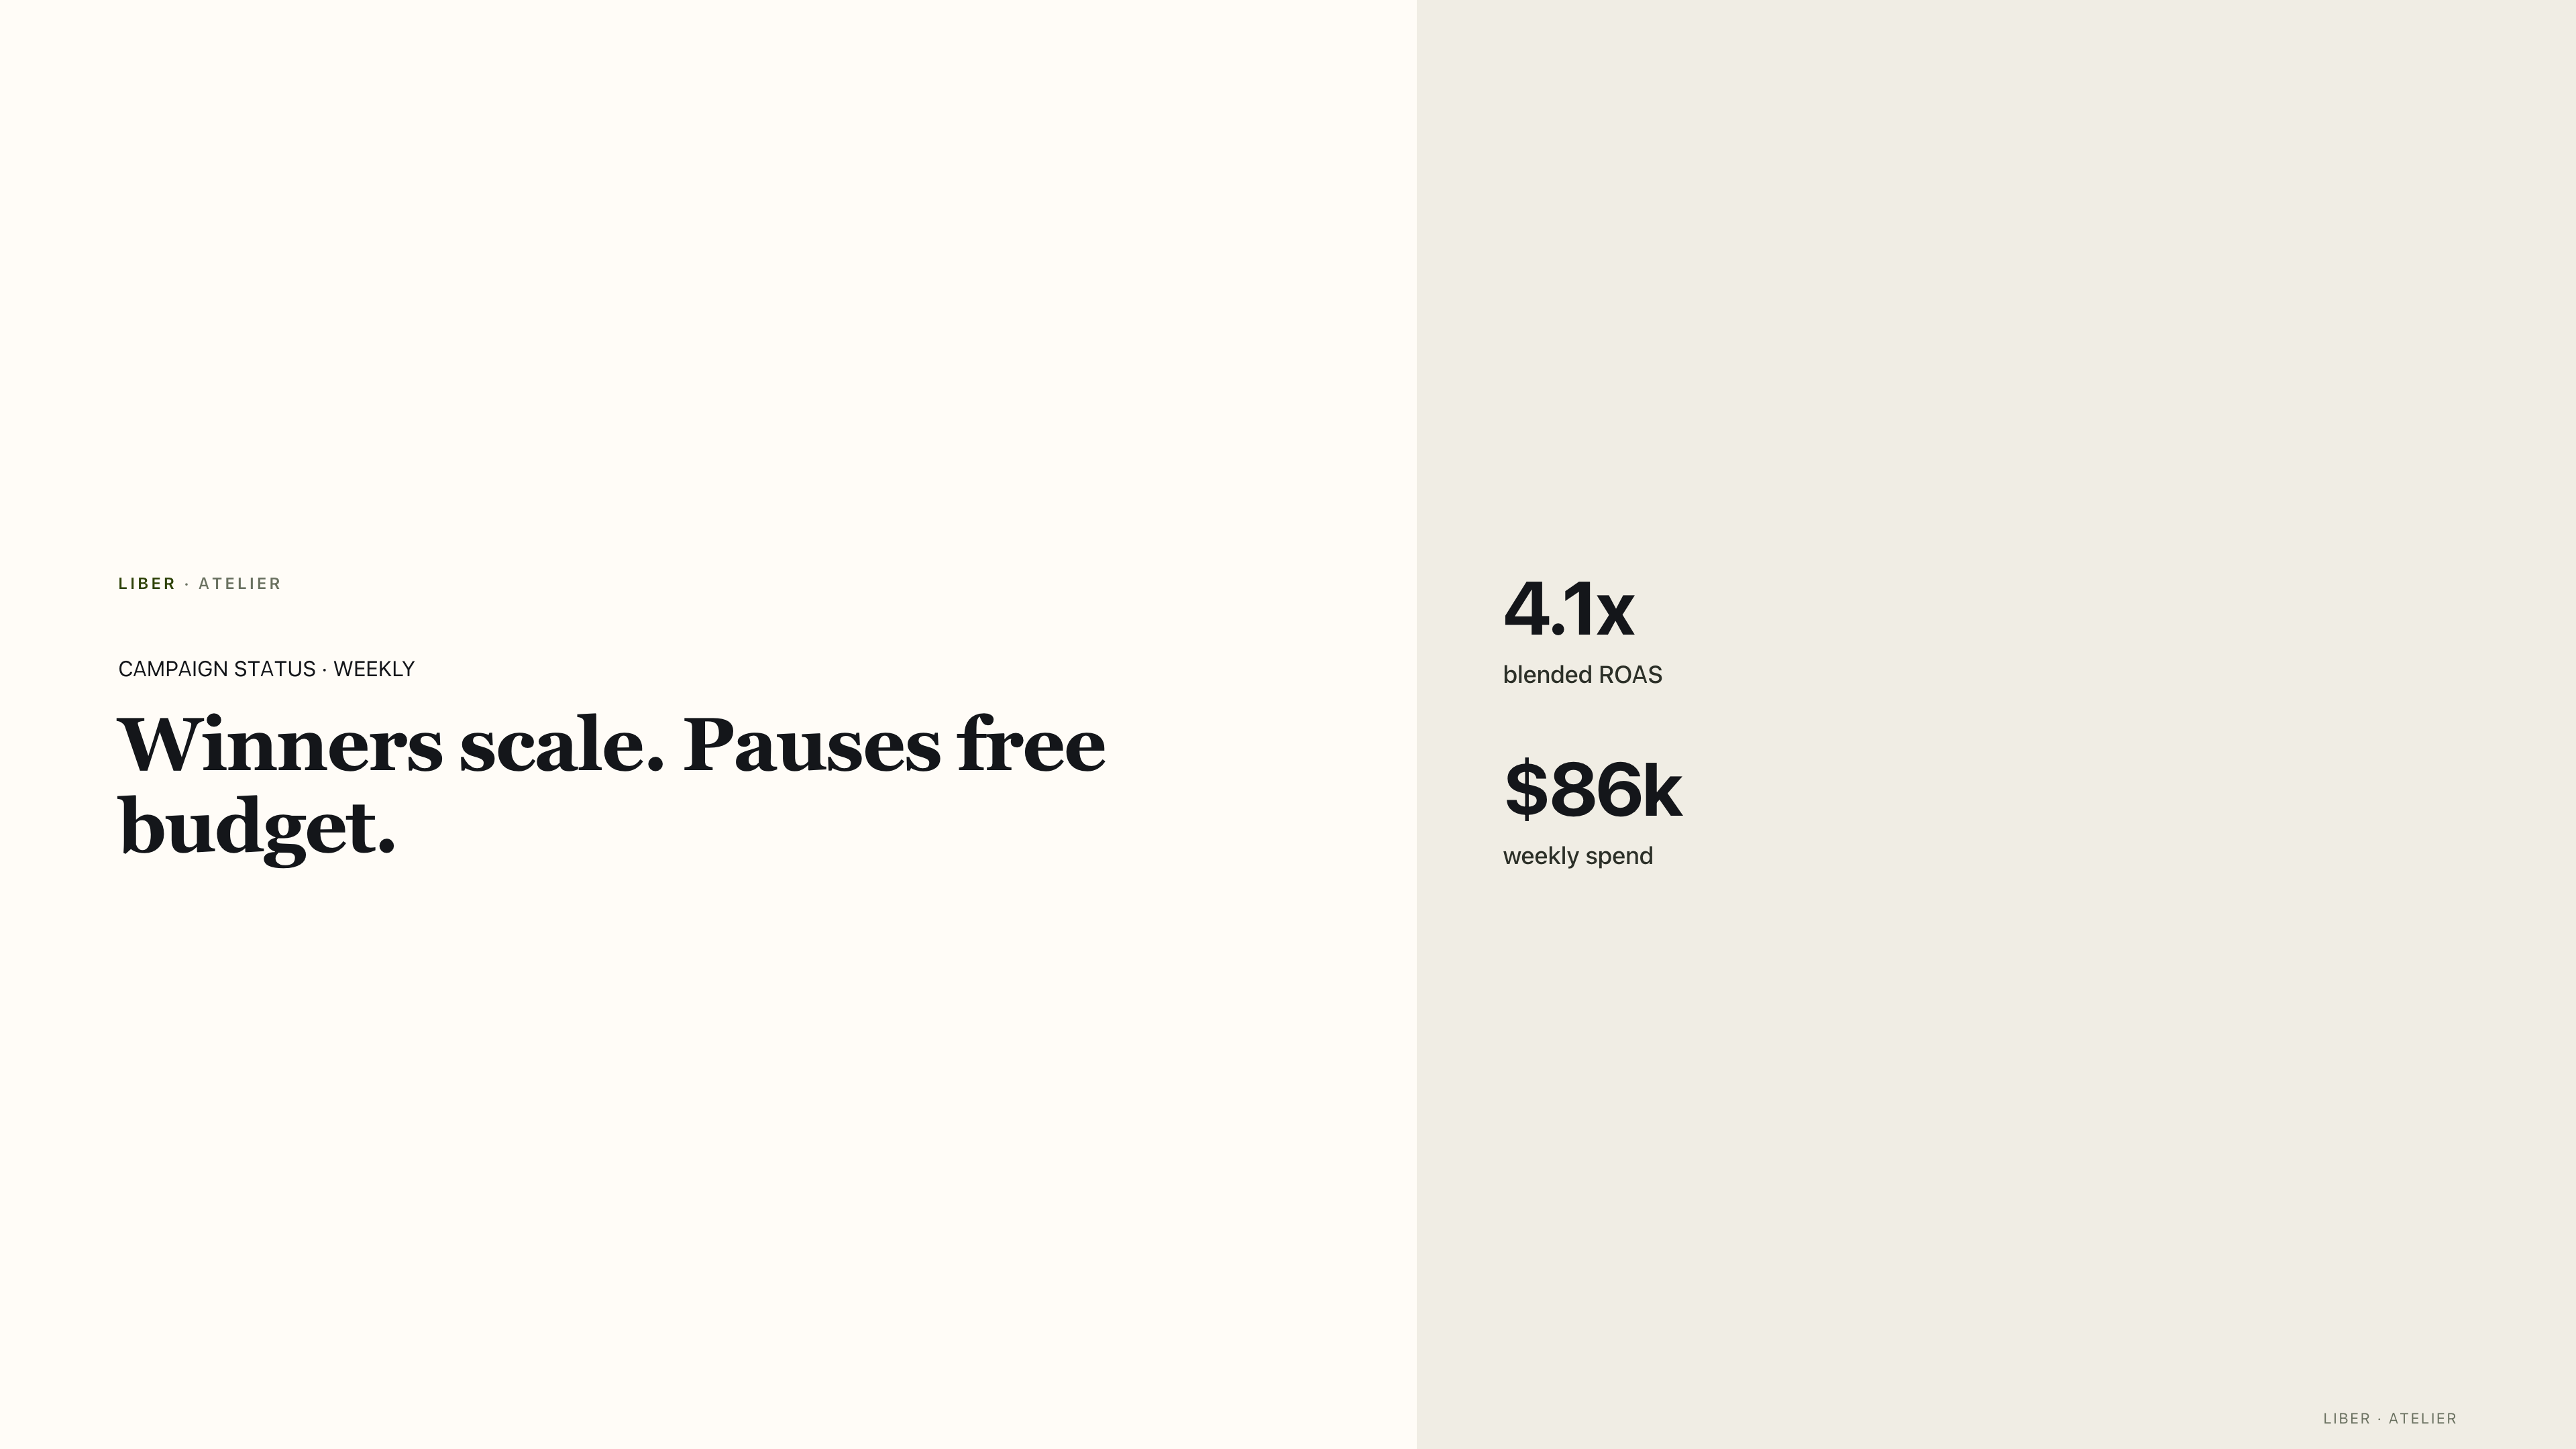 LIBER · ATELIER
CAMPAIGN STATUS · WEEKLY
Winners scale. Pauses free
budget.
4.1x
blended ROAS
$86k
weekly spend
LIBER · ATELIER